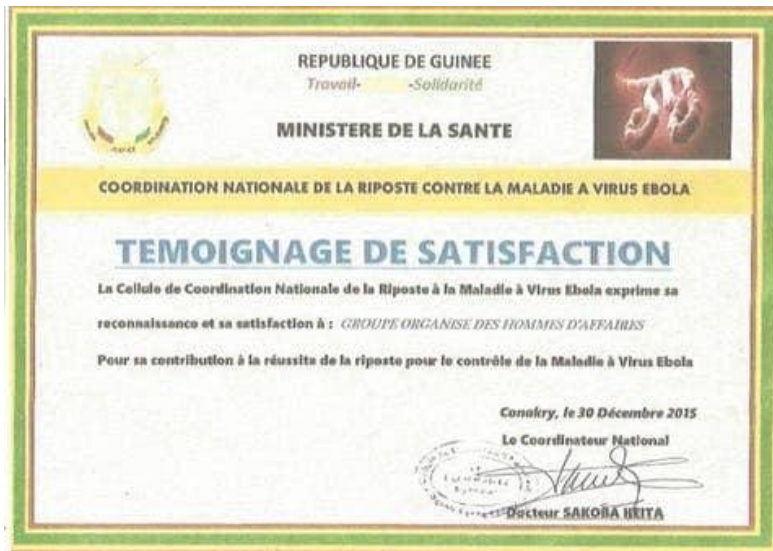 REPUBLIQUE DE GUINEE
Travail- -Solidarité
MINISTERE DE LA SANTE
COORDINATION NATIONALE DE LA RIPOSTE CONTRE LA MALADIE A VIRUS EBOLA
TEMOIGNAGE DE SATISFACTION
La Cellule de Coordination Nationale de la Riposte à la Maladie à Virus Ebola exprime sa
reconnaissance et sa satisfaction à : GROUPE ORGANISE DES HOMMES D'AFFAIRES
Pour sa contribution à la réussite de la riposte pour le contrôle de la Maladie à Virus Ebola
Conakry, le 30 Décembre 2015
Le Coordinateur National
Docteur SAKOBA KEITA